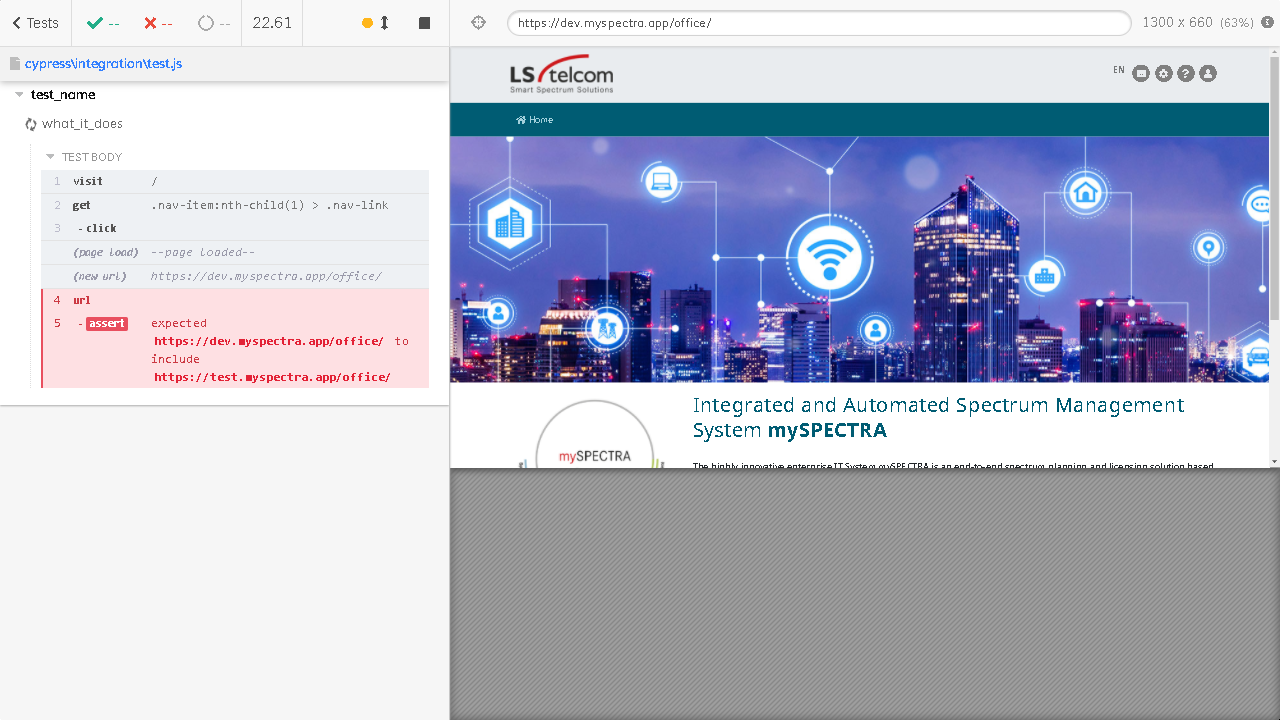 Tests
--
--
--
22.61
https://dev.myspectra.app/office/
1300 x 660 (63%)
cypress\integration\test.js
test_name
what_it_does
TEST BODY
1 visit /
2 get .nav-item:nth-child(1) > .nav-link
3 - click
(page load) --page loaded--
(new url) https://dev.myspectra.app/office/
4 url
5 - assert expected
https://dev.myspectra.app/office/ to
include
https://test.myspectra.app/office/
LS telcom
Smart Spectrum Solutions
EN
Home
mySPECTRA
Integrated and Automated Spectrum Management
System mySPECTRA
The highly innovative enterprise IT System mySPECTRA is an end-to-end spectrum planning and licensing solution based